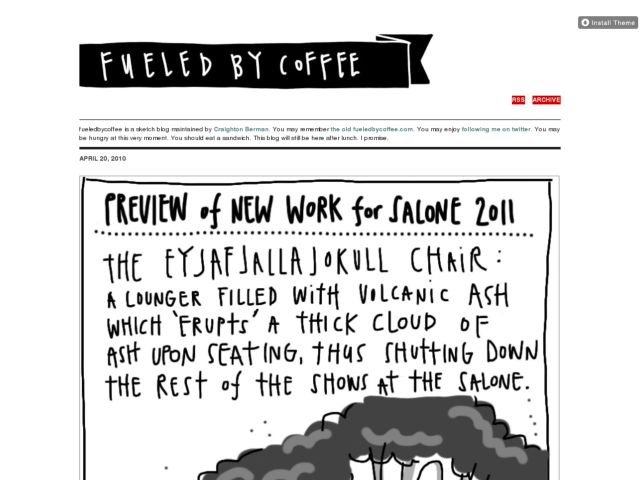 Install Theme
FUELED BY COFFEE
RSS ARCHIVE
fueledbycoffee is a sketch blog maintained by Craighton Berman. You may remember the old fueledbycoffee.com. You may enjoy following me on twitter. You may
be hungry at this very moment. You should eat a sandwich. This blog will still be here after lunch. I promise.
APRIL 20, 2010
PREVIEW of NEW WORK for SALONE 2011
THE EYJAFJALLAJOKULL CHAIR:
A LOUNGER FILLED WITH VOLCANIC ASH
WHICH 'ERUPTS' A THICK CLOUD OF
ASH UPON SEATING, THUS SHUTTING DOWN
THE REST OF THE SHOWS AT THE SALONE.